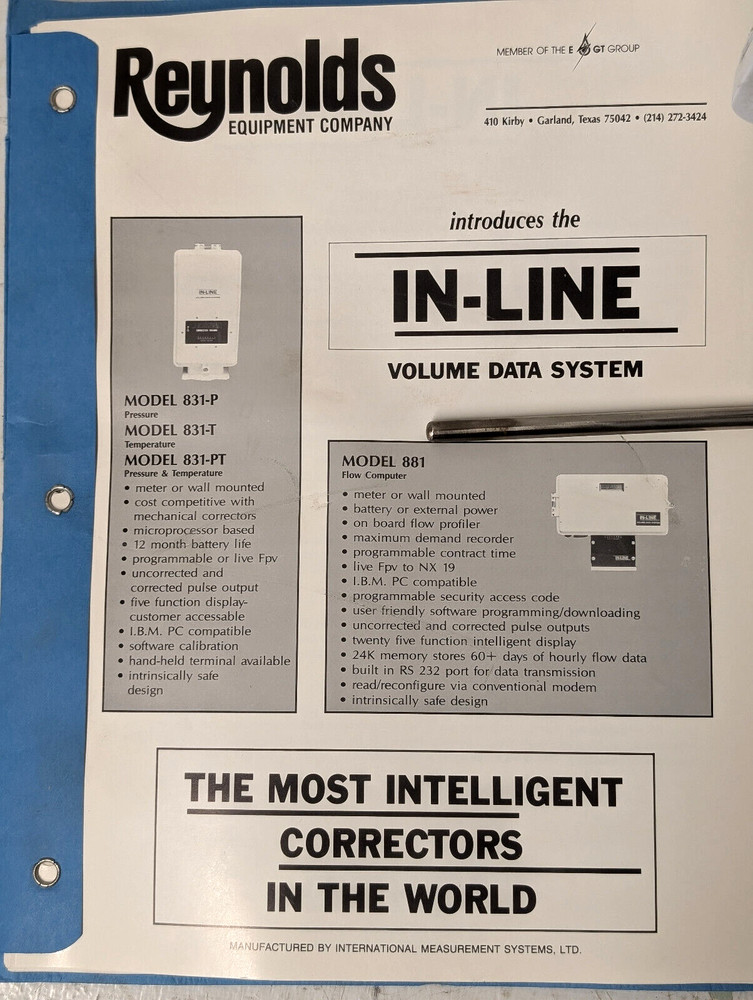 Reynolds
EQUIPMENT COMPANY
MEMBER OF THE E GT GROUP
410 Kirby • Garland, Texas 75042 • (214) 272-3424
introduces the
IN-LINE
VOLUME DATA SYSTEM
IN-LINE
MODEL 831-P
Pressure
MODEL 831-T
Temperature
MODEL 831-PT
Pressure & Temperature
• meter or wall mounted
• cost competitive with
mechanical correctors
• microprocessor based
• 12 month battery life
• programmable or live Fpv
• uncorrected and
corrected pulse output
• five function display-
customer accessable
• I.B.M. PC compatible
• software calibration
• hand-held terminal available
• intrinsically safe
design
MODEL 881
Flow Computer
• meter or wall mounted
• battery or external power
• on board flow profiler
• maximum demand recorder
• programmable contract time
• live Fpv to NX 19
• I.B.M. PC compatible
• programmable security access code
• user friendly software programming/downloading
• uncorrected and corrected pulse outputs
• twenty five function intelligent display
• 24K memory stores 60+ days of hourly flow data
• built in RS 232 port for data transmission
• read/reconfigure via conventional modem
• intrinsically safe design
IN-LINE
THE MOST INTELLIGENT
CORRECTORS
IN THE WORLD
MANUFACTURED BY INTERNATIONAL MEASUREMENT SYSTEMS, LTD.